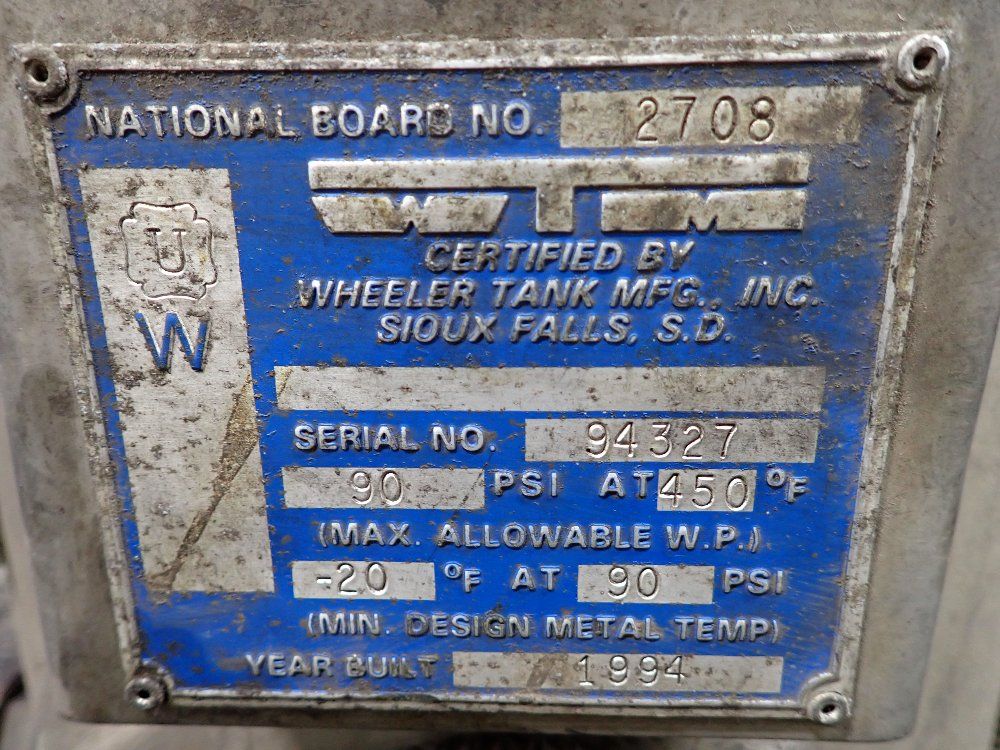 NATIONAL BOARD NO. 2708
WTM
CERTIFIED BY
WHEELER TANK MFG., INC.
SIOUX FALLS, S.D.
U
W
SERIAL NO. 94327
90 PSI AT 450 °F
(MAX. ALLOWABLE W.P.)
-20 °F AT 90 PSI
(MIN. DESIGN METAL TEMP)
YEAR BUILT 1994